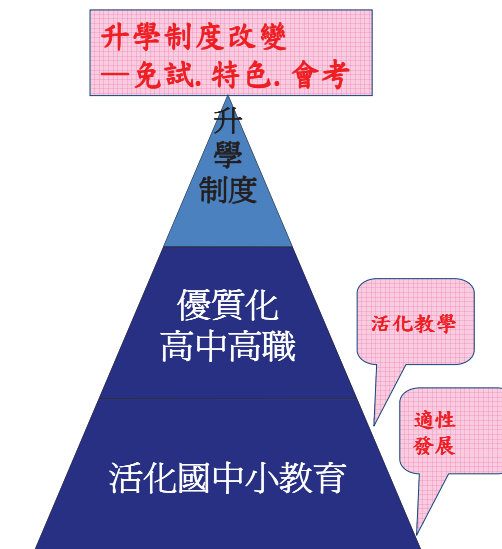 升學制度改變
—免試.特色.會考
升
學
制度
優質化
高中高職
活化教學
適性
發展
活化國中小教育